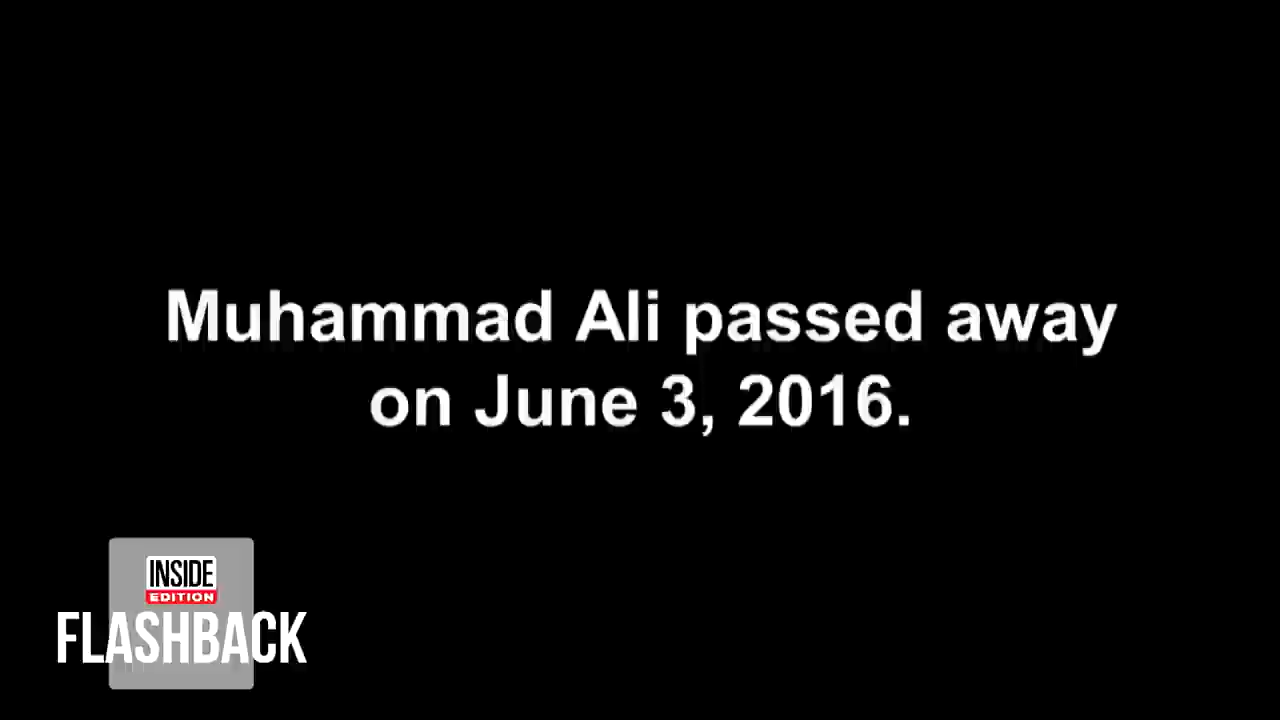 Muhammad Ali passed away
on June 3, 2016.
INSIDE
EDITION
FLASHBACK